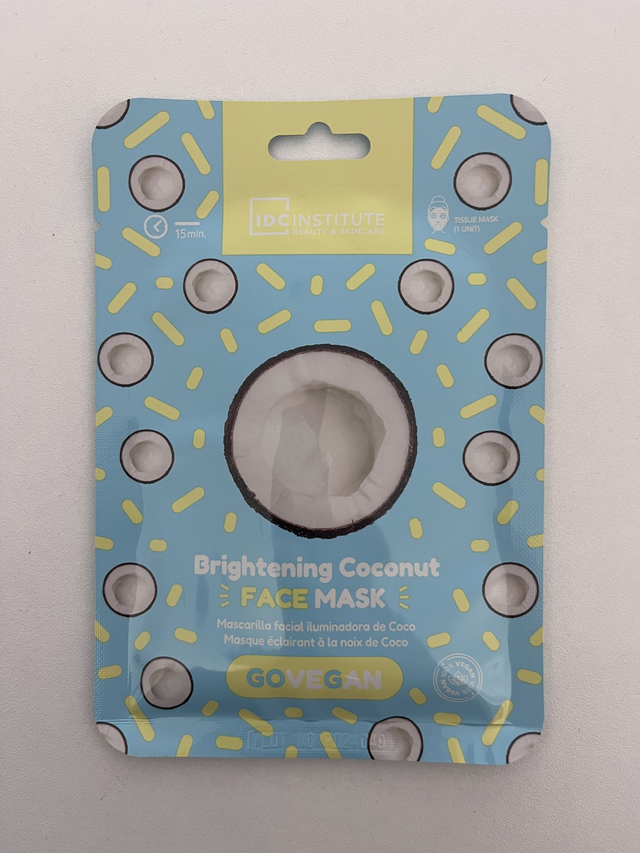 IDC INSTITUTE
BEAUTY & SKINCARE
15min.
TISSUE MASK
(1 UNIT)
Brightening Coconut
FACE MASK
Mascarilla facial iluminadora de Coco
Masque éclairant à la noix de Coco
GOVEGAN